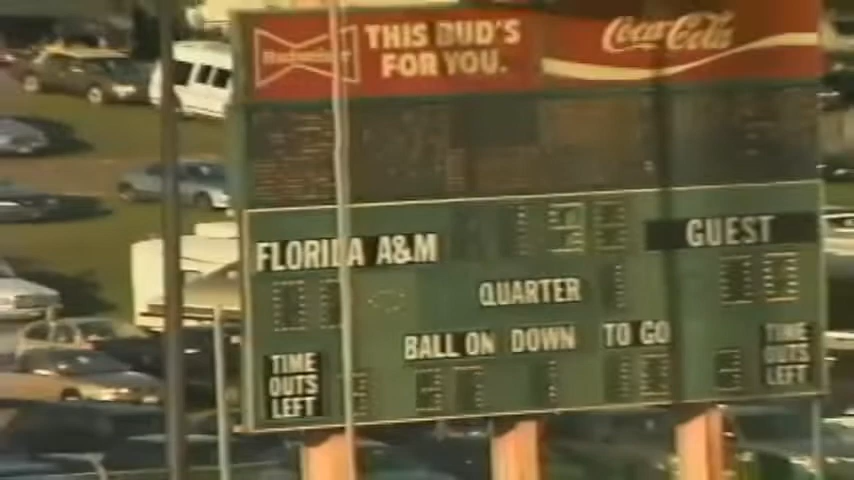 Budweiser
THIS BUD'S
FOR YOU.
Coca-Cola
FLORIDA A&M
GUEST
QUARTER
BALL ON DOWN TO GO
TIME
OUTS
LEFT
TIME
OUTS
LEFT